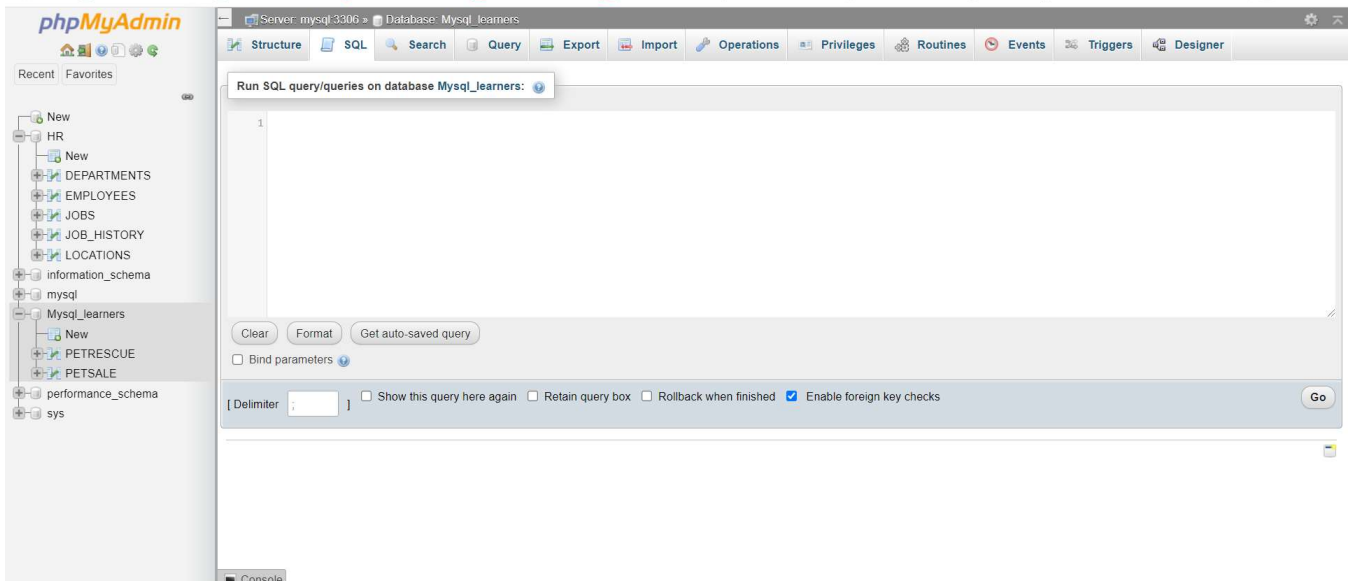 phpMyAdmin
Recent Favorites
New
HR
New
DEPARTMENTS
EMPLOYEES
JOBS
JOB_HISTORY
LOCATIONS
information_schema
mysql
Mysql_learners
New
PETRESCUE
PETSALE
performance_schema
sys
Server: mysql:3306 » Database: Mysql_learners
Structure SQL Search Query Export Import Operations Privileges Routines Events Triggers Designer
Run SQL query/queries on database Mysql_learners:
1
Clear Format Get auto-saved query
Bind parameters
[ Delimiter ; ] Show this query here again Retain query box Rollback when finished Enable foreign key checks Go
Console